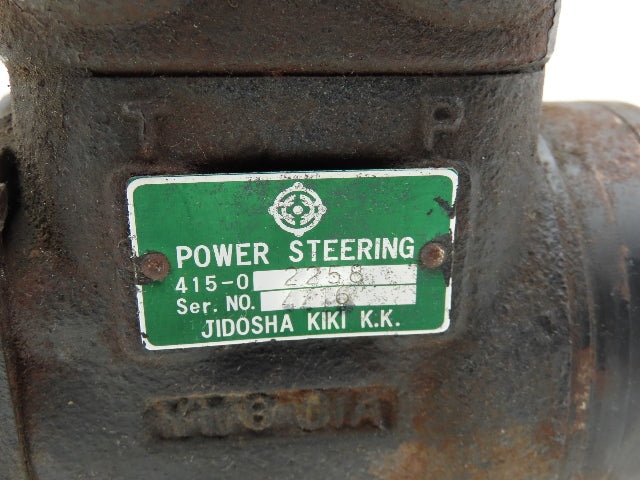 T P
POWER STEERING
415-0 2258
Ser. NO.
JIDOSHA KIKI K.K.